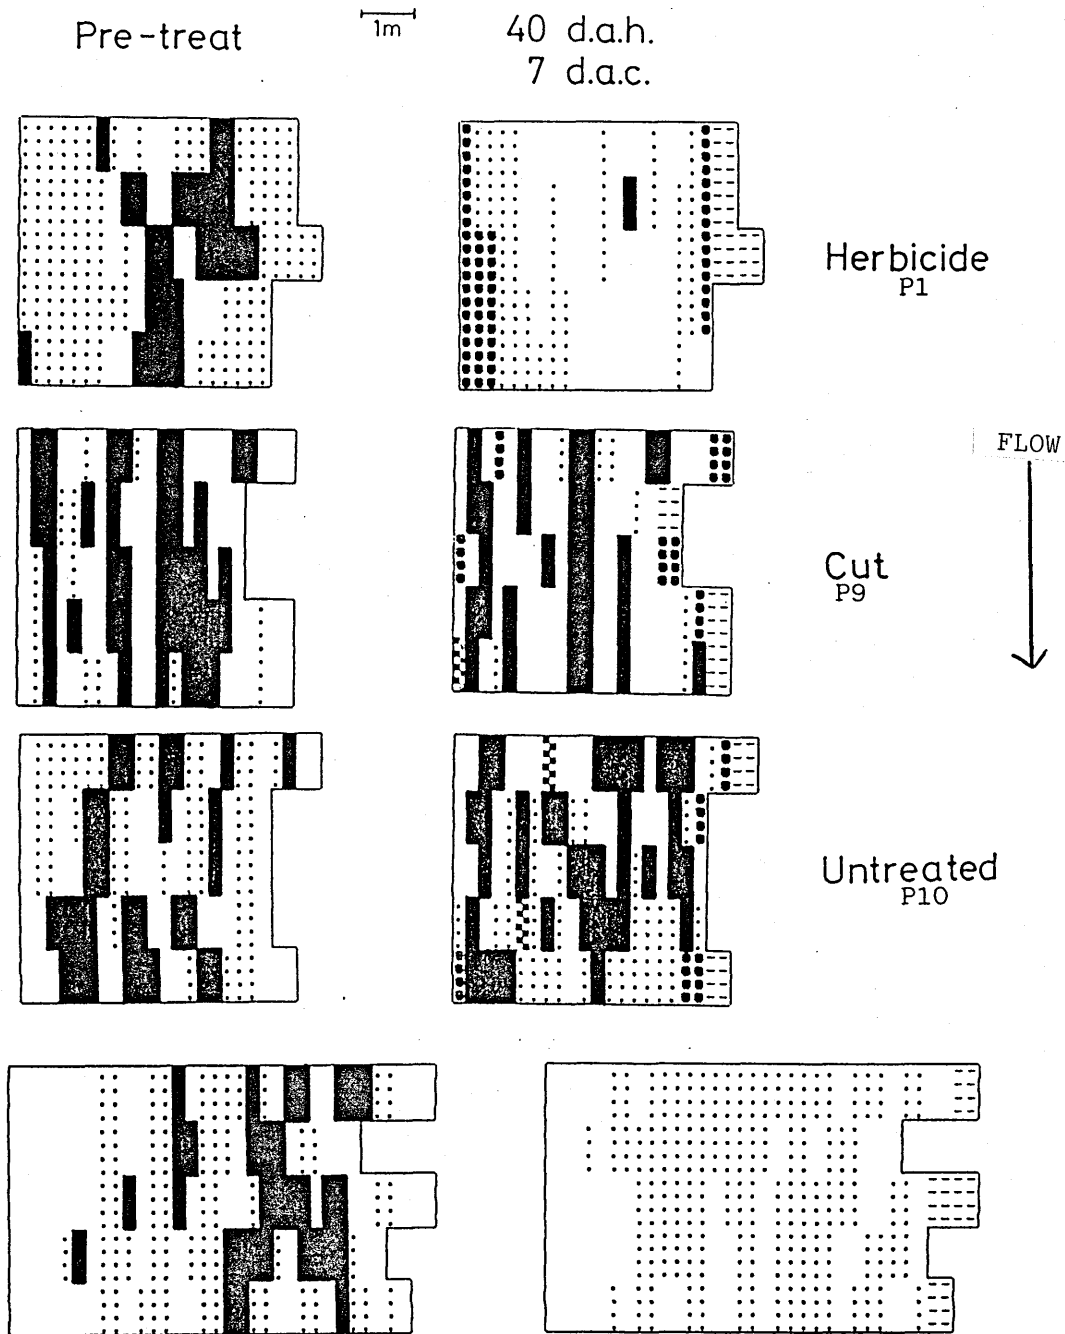 Pre-treat
1m
40 d.a.h.
7 d.a.c.
Herbicide
P1
FLOW
Cut
P9
Untreated
P10